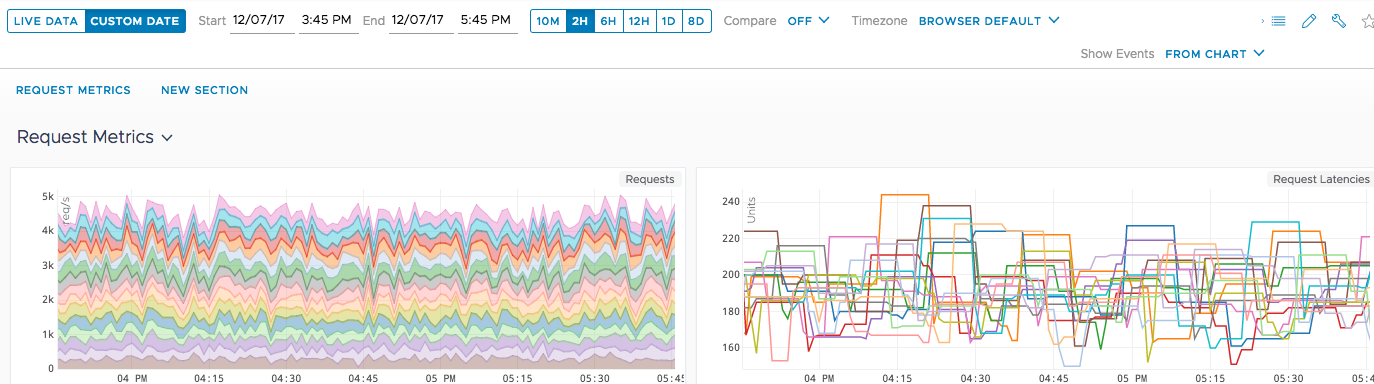 LIVE DATA CUSTOM DATE Start 12/07/17 3:45 PM End 12/07/17 5:45 PM 10M 2H 6H 12H 1D 8D Compare OFF Timezone BROWSER DEFAULT
Show Events FROM CHART
REQUEST METRICS NEW SECTION
Request Metrics
Requests
5k
req/s
4k
3k
2k
1k
0
04 PM 04:15 04:30 04:45 05 PM 05:15 05:30 05:45
Request Latencies
240
Units
220
200
180
160
04 PM 04:15 04:30 04:45 05 PM 05:15 05:30 05:4